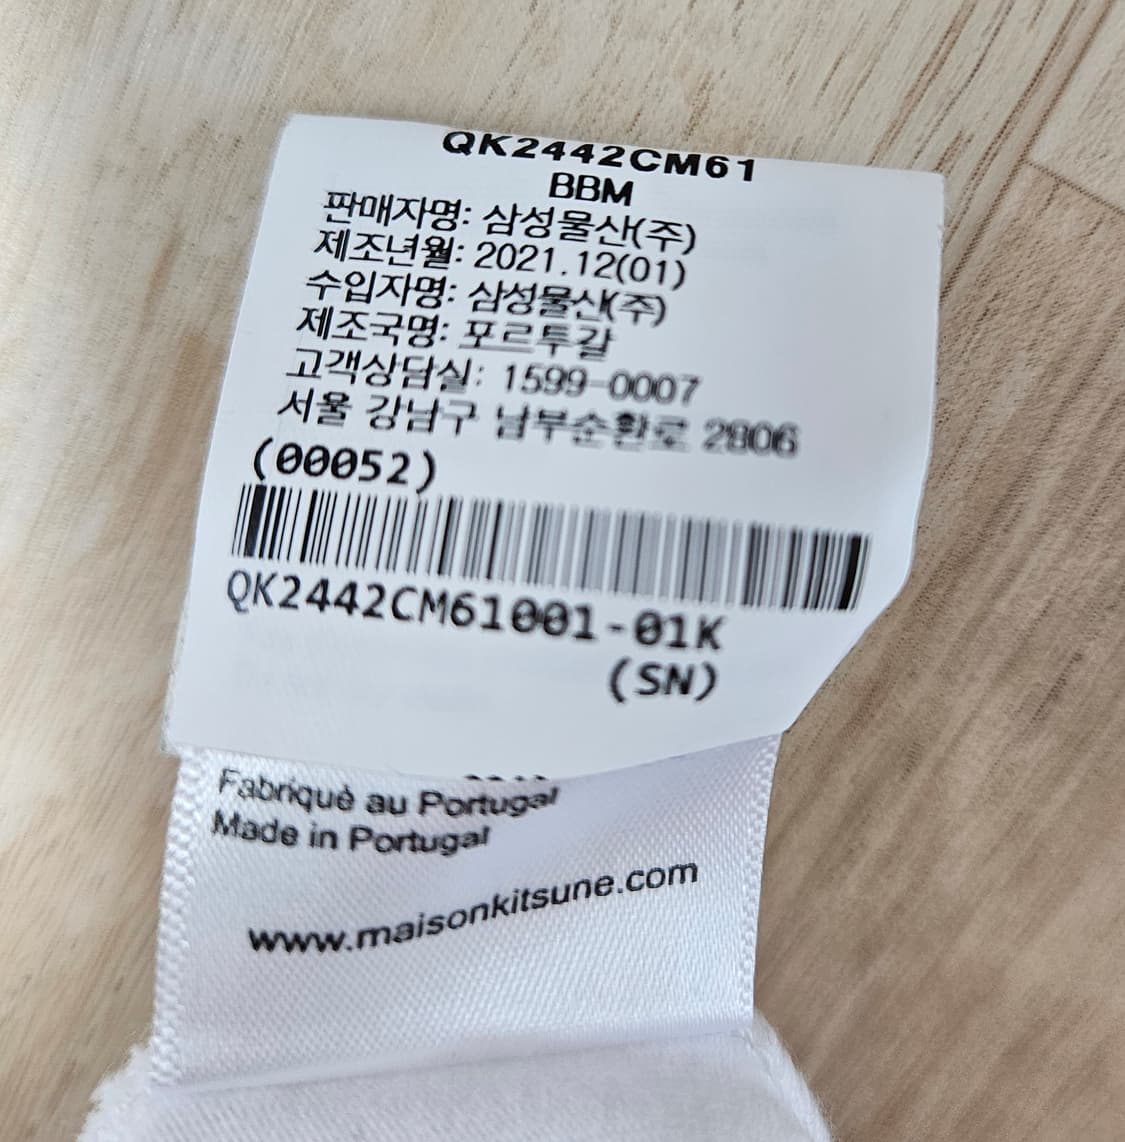 QK2442CM61
BBM
판매자명: 삼성물산(주)
제조년월: 2021.12(01)
수입자명: 삼성물산(주)
제조국명: 포르투갈
고객상담실: 1599-0007
서울 강남구 남부순환로 2806
(00052)
QK2442CM61001-01K
(SN)
Fabriqué au Portugal
Made in Portugal
www.maisonkitsune.com